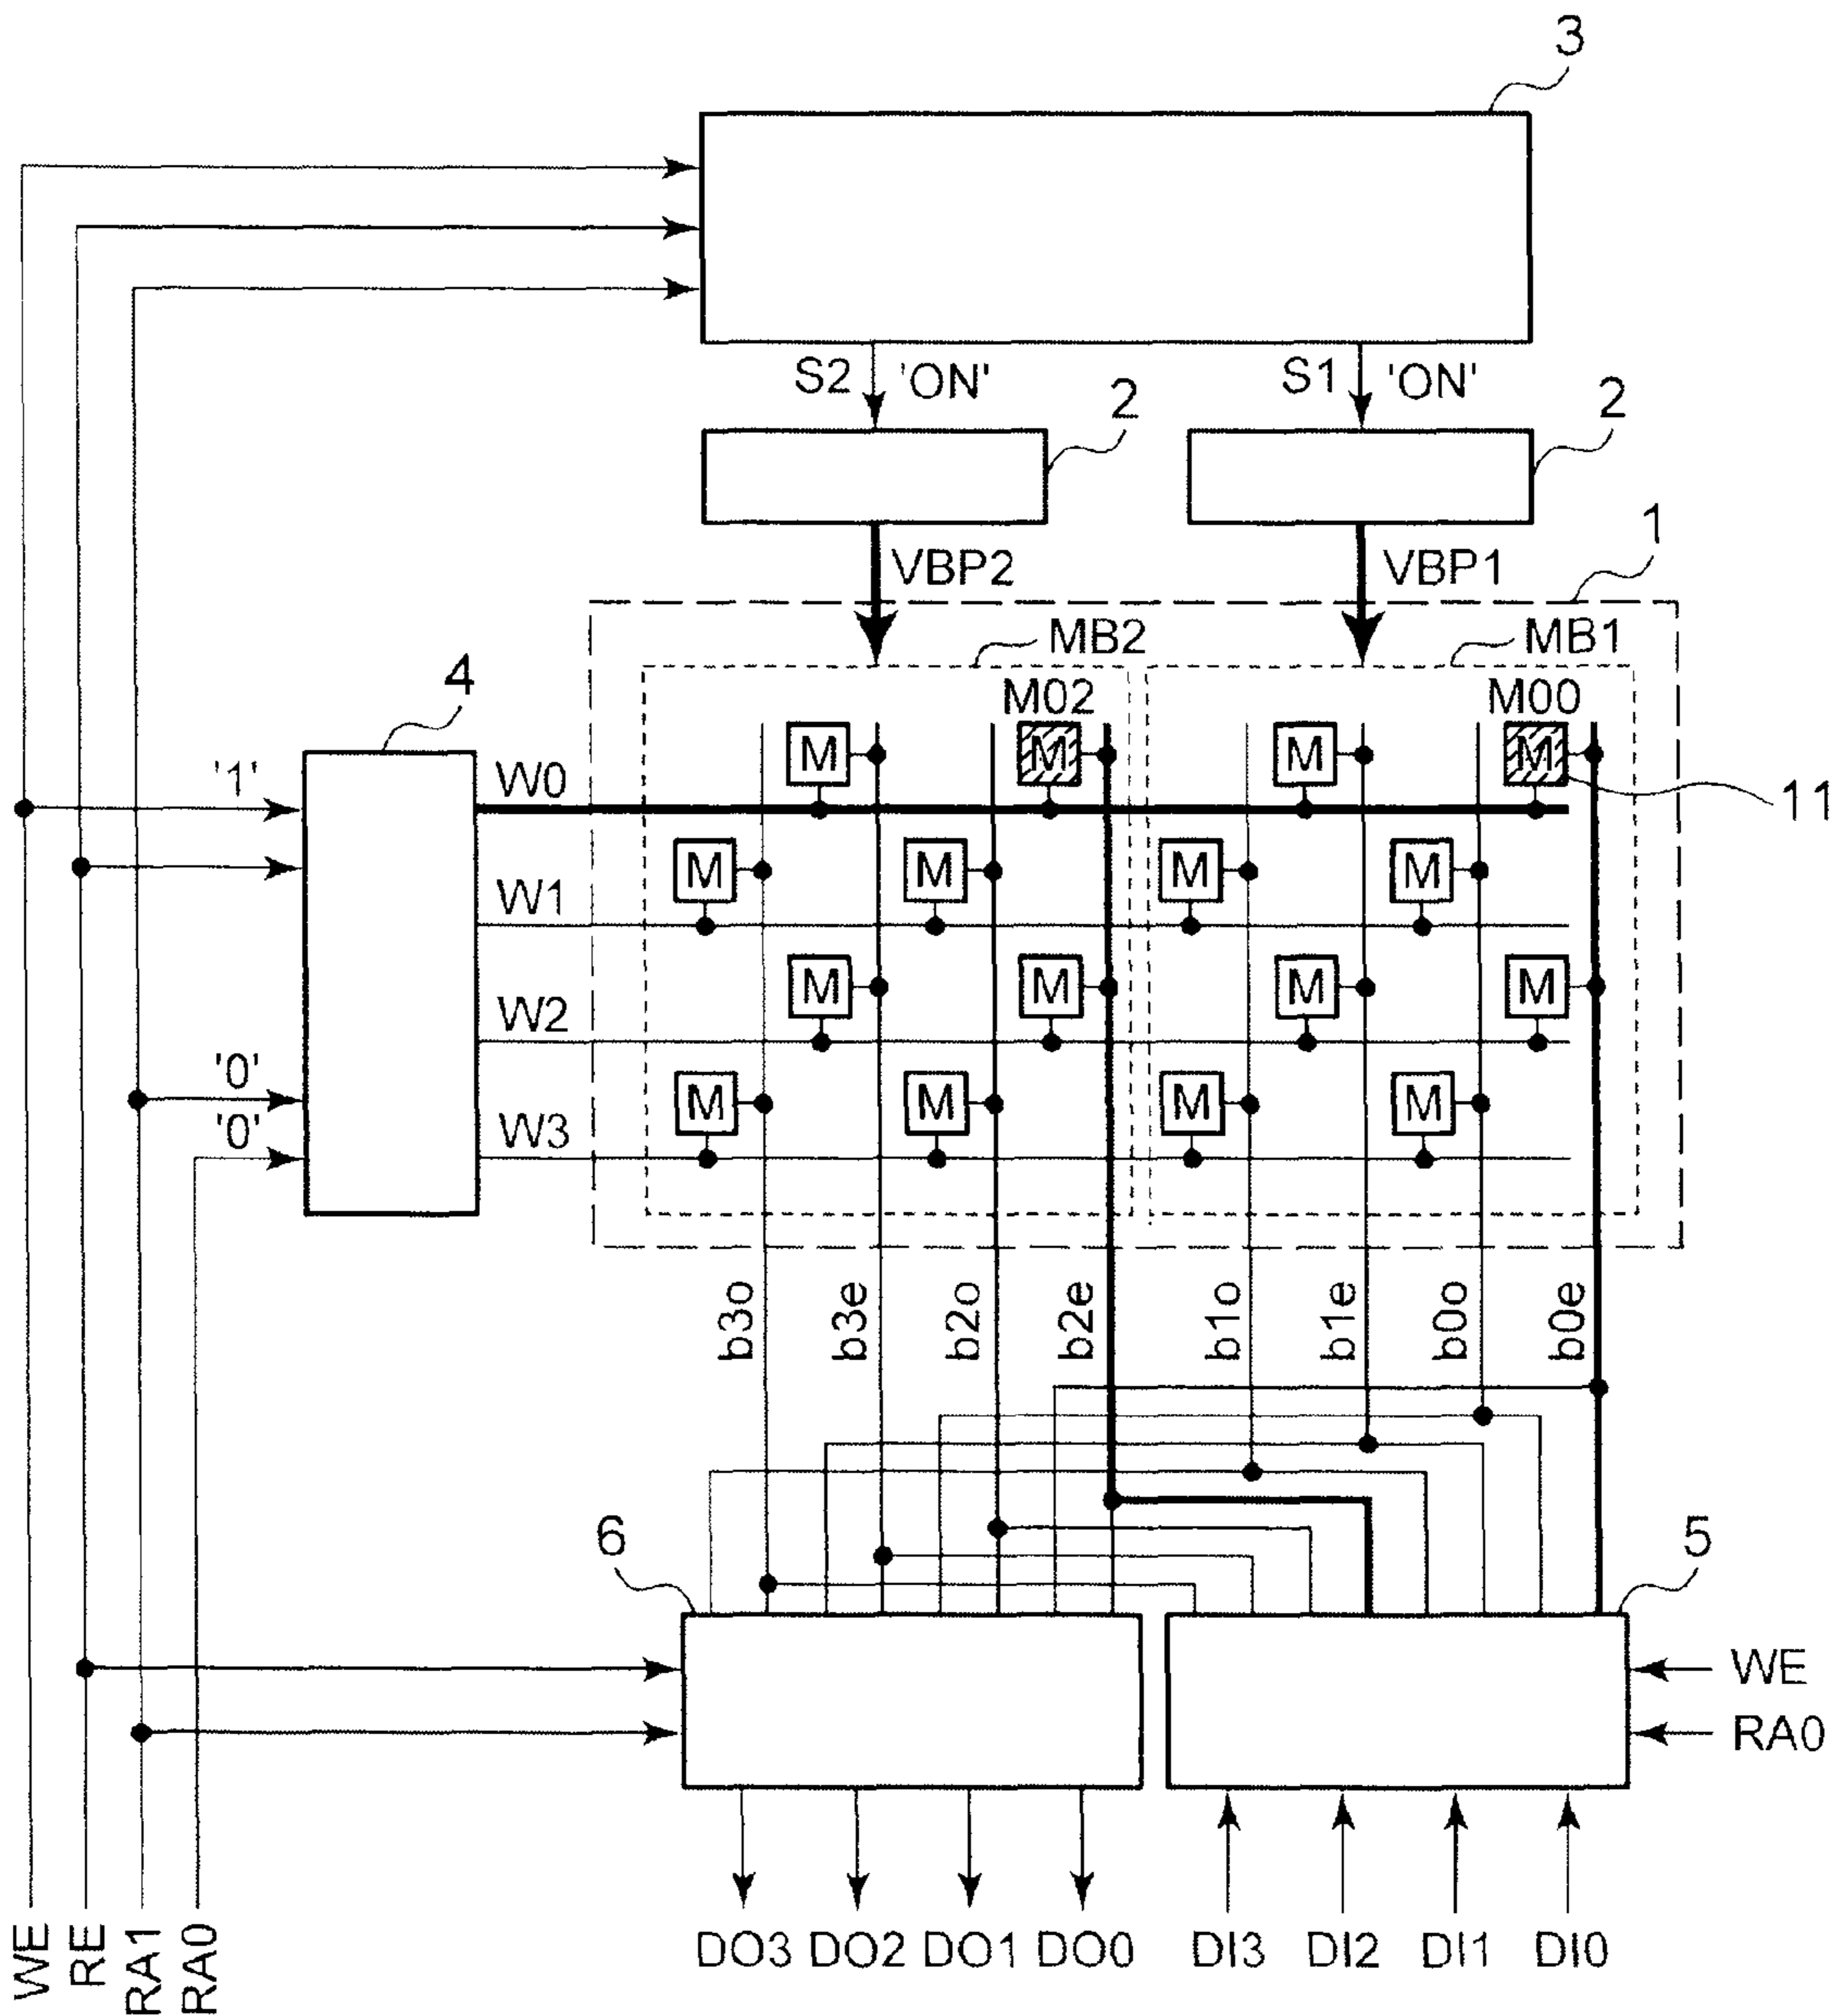 3
S2 'ON' S1 'ON'
2 2
1
VBP2 VBP1
MB2 MB1
4
M02 M00
'1' W0 M M M M
11
W1 M M M M
W2 M M M M
'0'
'0' W3 M M M M
b3o b3e b2o b2e b1o b1e b0o b0e
6 5
WE
RA0
WE RE RA1 RA0 DO3 DO2 DO1 DO0 DI3 DI2 DI1 DI0